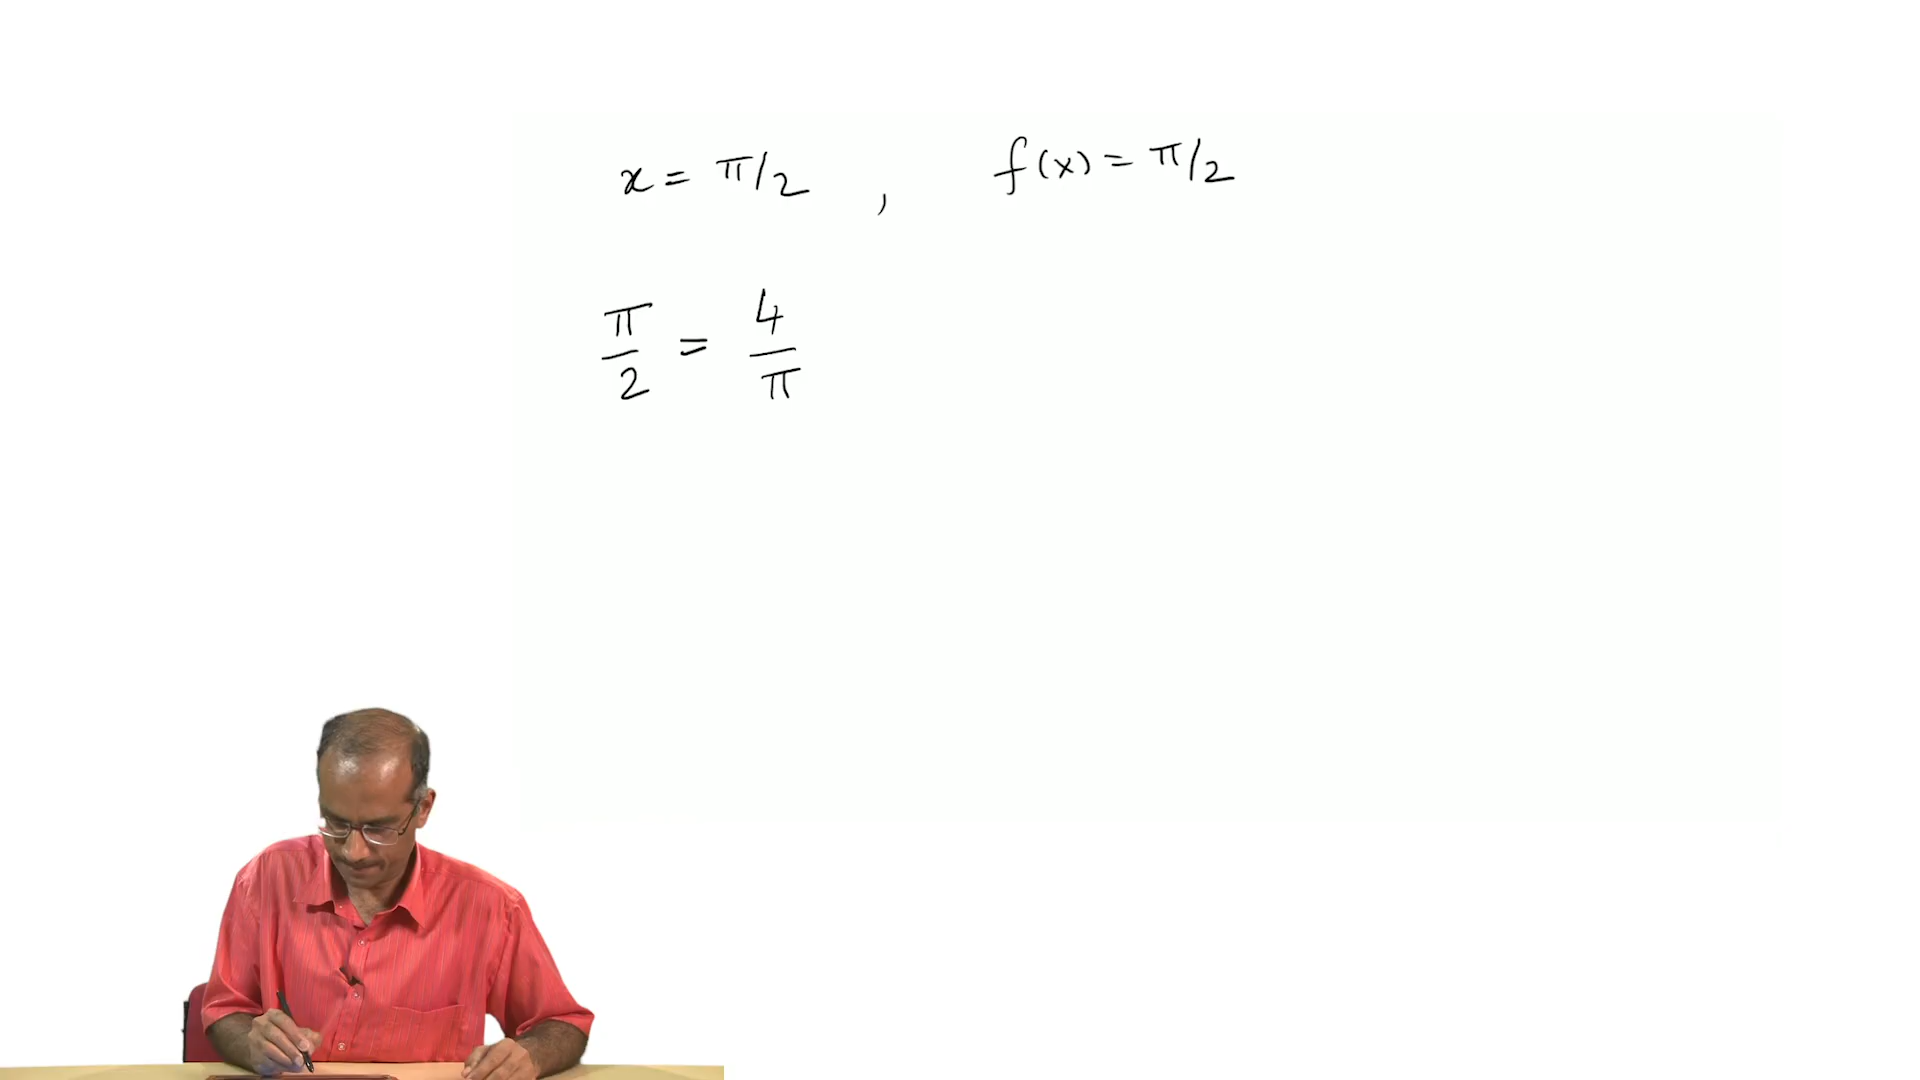 x = π/2 , f(x) = π/2
π/2 = 4/π